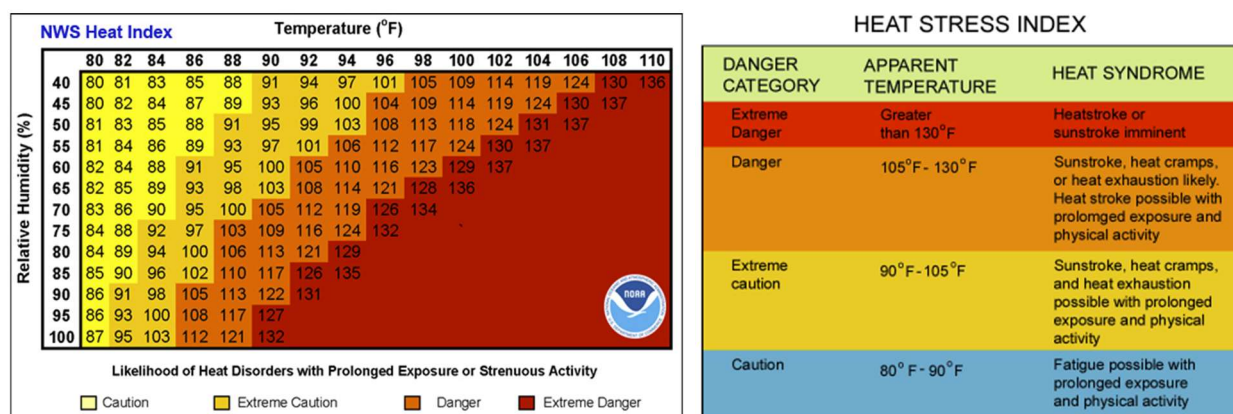 NWS Heat Index
Temperature (°F)
80 82 84 86 88 90 92 94 96 98 100 102 104 106 108 110
Relative Humidity (%)
40 80 81 83 85 88 91 94 97 101 105 109 114 119 124 130 136
45 80 82 84 87 89 93 96 100 104 109 114 119 124 130 137
50 81 83 85 88 91 95 99 103 108 113 118 124 131 137
55 81 84 86 89 93 97 101 106 112 117 124 130 137
60 82 84 88 91 95 100 105 110 116 123 129 137
65 82 85 89 93 98 103 108 114 121 128 136
70 83 86 90 95 100 105 112 119 126 134
75 84 88 92 97 103 109 116 124 132
80 84 89 94 100 106 113 121 129
85 85 90 96 102 110 117 126 135
90 86 91 98 105 113 122 131
95 86 93 100 108 117 127
100 87 95 103 112 121 132
NOAA
Likelihood of Heat Disorders with Prolonged Exposure or Strenuous Activity
Caution
Extreme Caution
Danger
Extreme Danger
HEAT STRESS INDEX
DANGER CATEGORY
APPARENT TEMPERATURE
HEAT SYNDROME
Extreme
Danger
Greater
than 130°F
Heatstroke or
sunstroke imminent
Danger
105°F - 130°F
Sunstroke, heat cramps,
or heat exhaustion likely.
Heat stroke possible with
prolomged exposure and
physical activity
Extreme
caution
90°F-105°F
Sunstroke, heat cramps,
and heat exhaustion
possible with prolonged
exposure and physical
activity
Caution
80° F - 90°F
Fatigue possible with
prolonged exposure
and physical activity